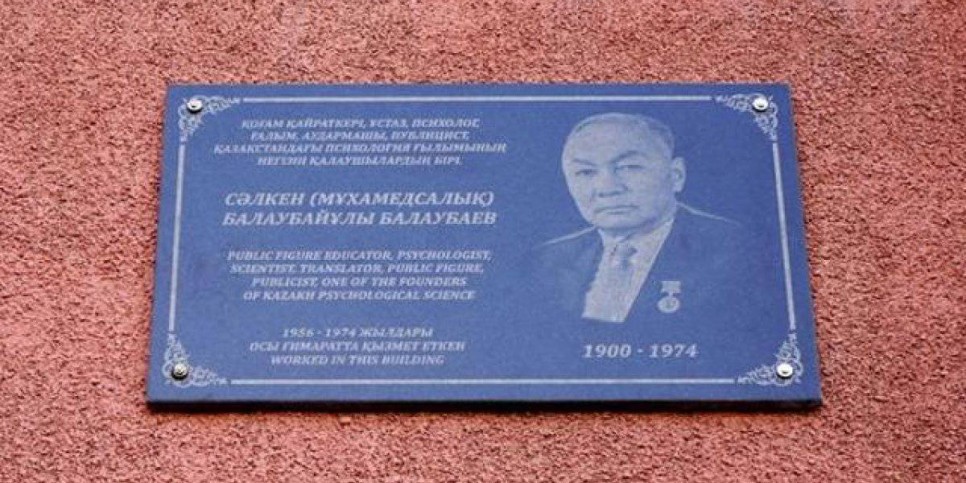 ҚОҒАМ ҚАЙРАТКЕРІ, ҰСТАЗ, ПСИХОЛОГ,
ҒАЛЫМ, АУДАРМАШЫ, ПУБЛИЦИСТ,
ҚАЗАҚСТАНДАҒЫ ПСИХОЛОГИЯ ҒЫЛЫМЫНЫҢ
НЕГІЗІН ҚАЛАУШЫЛАРДЫҢ БІРІ.
СӘЛКЕН (МҰХАМЕДСАЛЫҚ)
БАЛАУБАЙҰЛЫ БАЛАУБАЕВ
PUBLIC FIGURE EDUCATOR, PSYCHOLOGIST,
SCIENTIST, TRANSLATOR, PUBLIC FIGURE,
PUBLICIST, ONE OF THE FOUNDERS
OF KAZAKH PSYCHOLOGICAL SCIENCE
1956 - 1974 ЖЫЛДАРЫ
ОСЫ ҒИМАРАТТА ҚЫЗМЕТ ЕТКЕН
WORKED IN THIS BUILDING
1900 - 1974